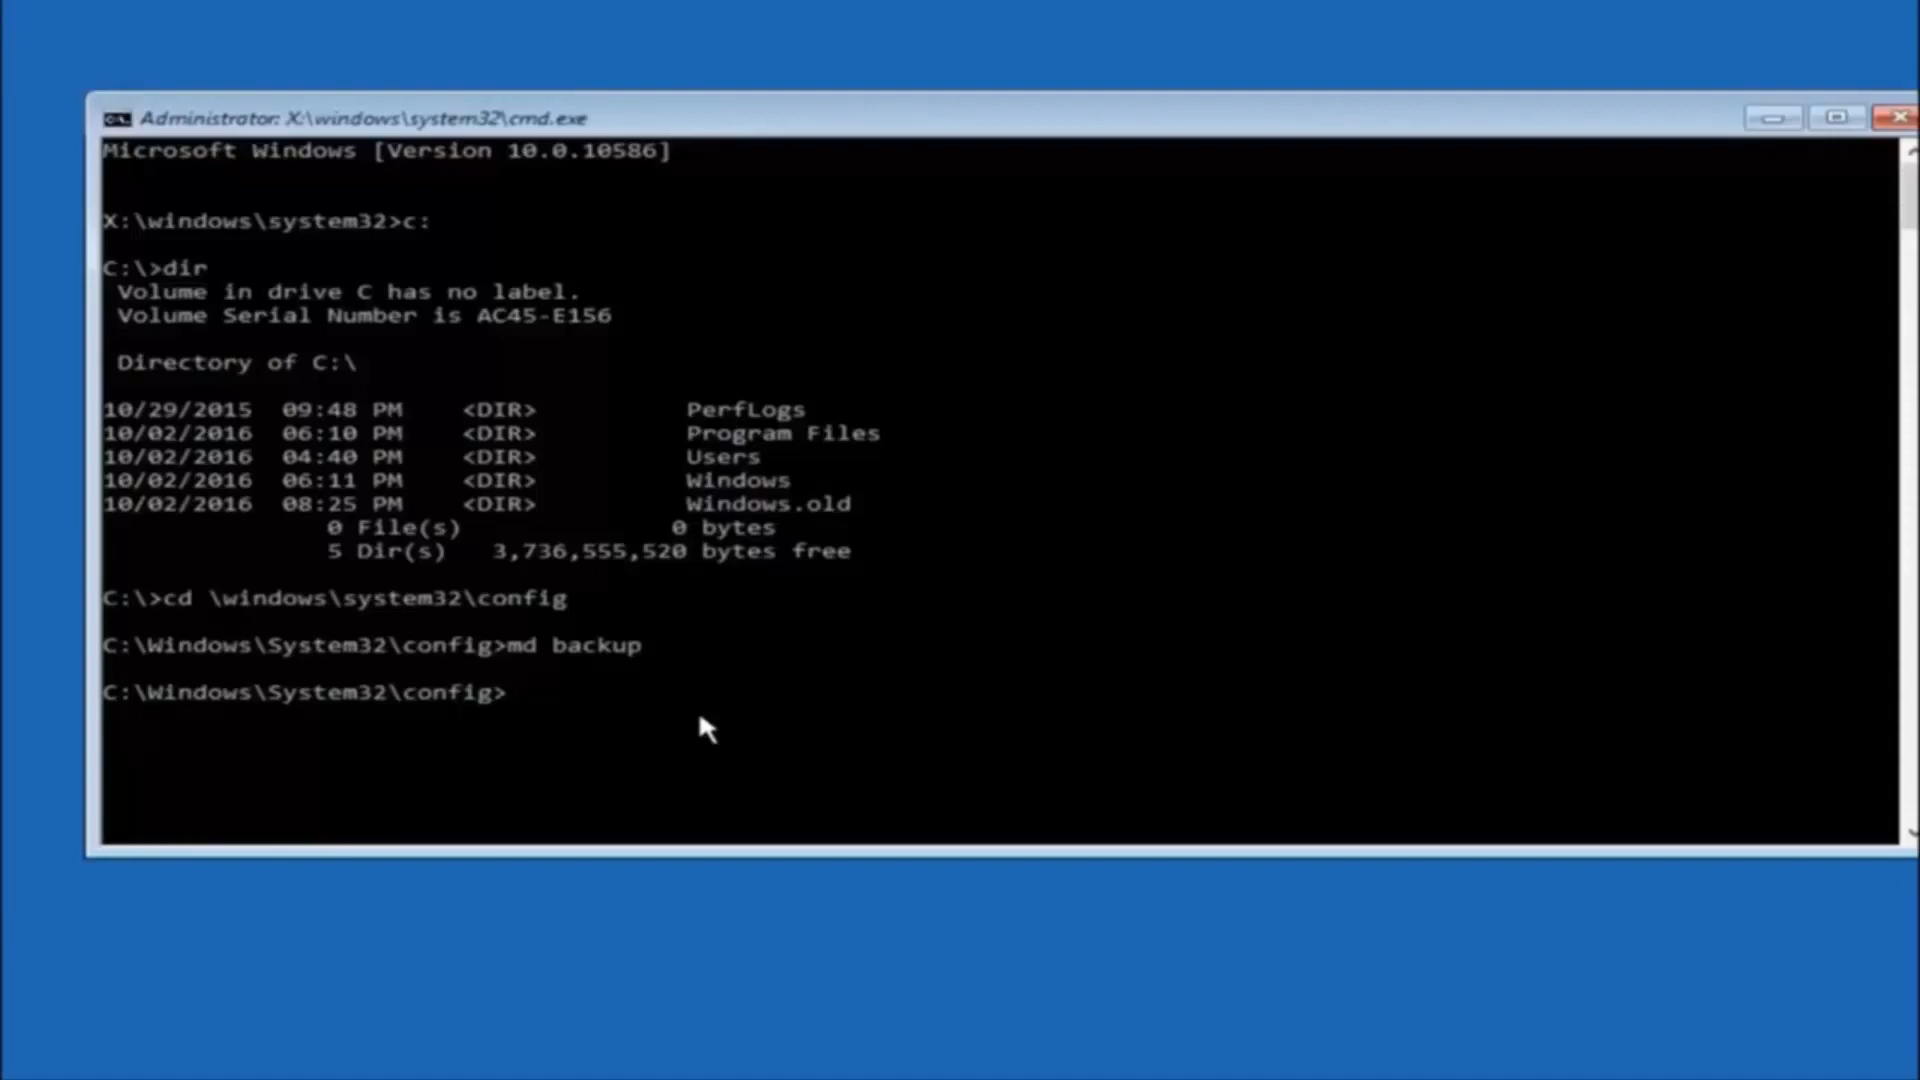 Administrator: X:\windows\system32\cmd.exe
Microsoft Windows [Version 10.0.10586]
X:\windows\system32>c:
C:\>dir
Volume in drive C has no label.
Volume Serial Number is AC45-E156
Directory of C:\
10/29/2015 09:48 PM <DIR> PerfLogs
10/02/2016 06:10 PM <DIR> Program Files
10/02/2016 04:40 PM <DIR> Users
10/02/2016 06:11 PM <DIR> Windows
10/02/2016 08:25 PM <DIR> Windows.old
0 File(s) 0 bytes
5 Dir(s) 3,736,555,520 bytes free
C:\>cd \windows\system32\config
C:\Windows\System32\config>md backup
C:\Windows\System32\config>